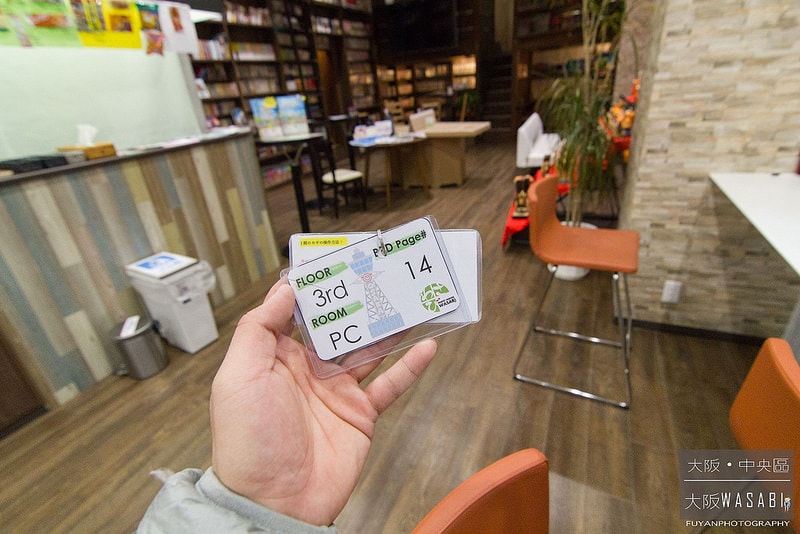 FLOOR
3rd
ROOM
PC
Page#
14
WASABI
大阪・中央區
大阪WASABI
FUYANPHOTOGRAPHY